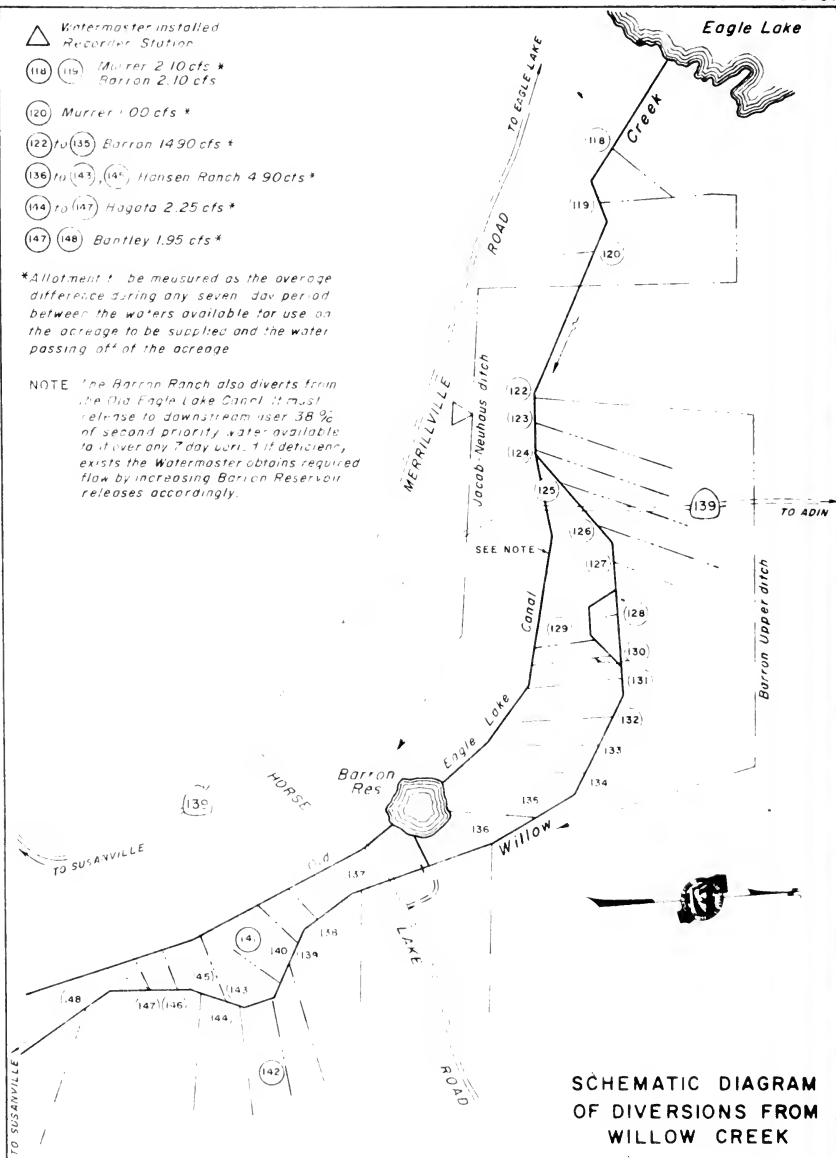 Watermaster installed
Recorder Station
118 119 Murrer 2.10 cfs *
Barron 2.10 cfs
120 Murrer 1.00 cfs *
122 to 135 Barron 14.90 cfs *
136 to 143, 145 Hansen Ranch 4.90 cfs *
144 to 147 Hagata 2.25 cfs *
147 148 Bantley 1.95 cfs *
*Allotment to be measured as the average
difference during any seven day period
between the waters available for use on
the acreage to be supplied and the water
passing off of the acreage
NOTE The Barron Ranch also diverts from
the Old Eagle Lake Canal. It must
release to downstream user 38%
of second priority water available
to it over any 7 day period if deficiency
exists the Watermaster obtains required
flow by increasing Barron Reservoir
releases accordingly.
Eagle Lake
TO EAGLE LAKE
Creek
118
119
120
MERRILLVILLE ROAD
Jacob-Neuhaus ditch
122
123
124
125
139
TO ADIN
126
SEE NOTE
127
Canal
128
129
130
131
Barron Upper ditch
132
133
134
Eagle Lake
Barron
Res
HORSE
139
135
136
Willow
TO SUSANVILLE
Old
137
LAKE
138
139
140
14
145
143
148
147 146
144
142
ROAD
TO SUSANVILLE
SCHEMATIC DIAGRAM
OF DIVERSIONS FROM
WILLOW CREEK